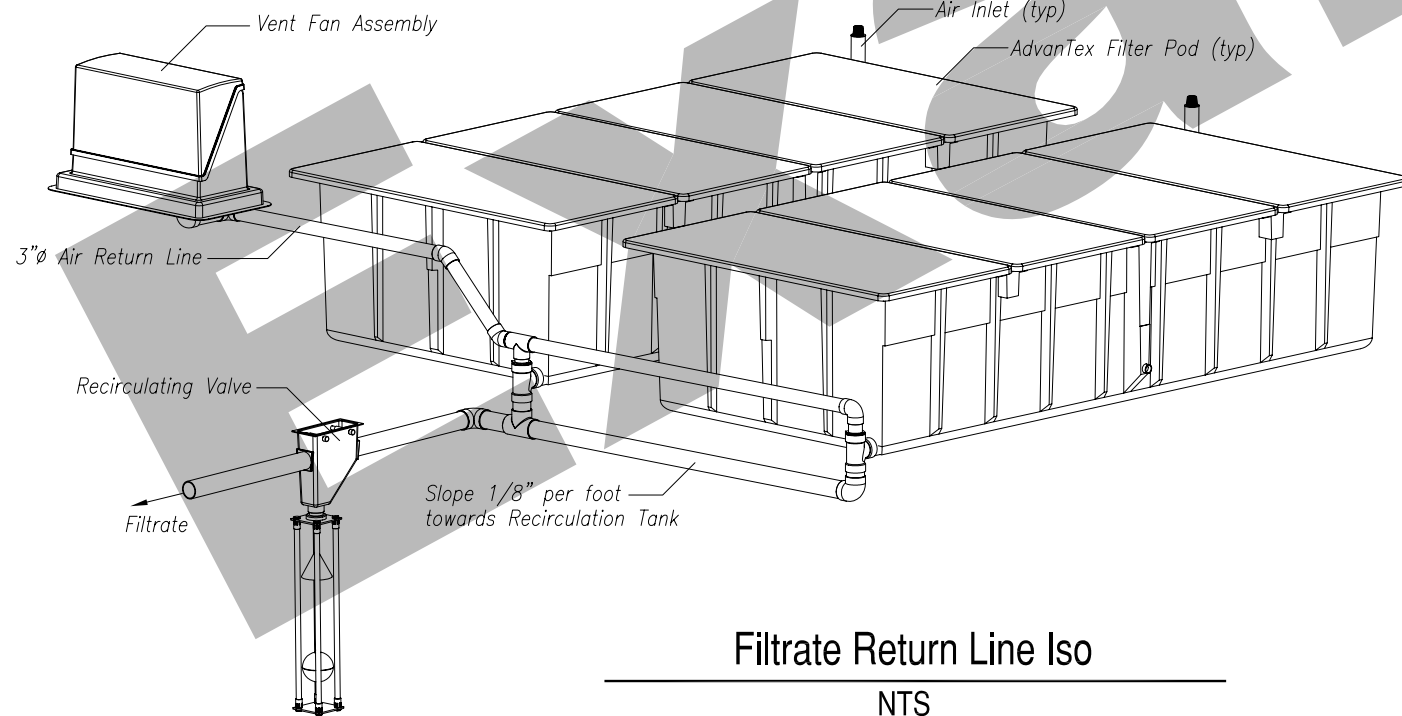 Air Inlet (typ)
Vent Fan Assembly
AdvanTex Filter Pod (typ)
3"ø Air Return Line
Recirculating Valve
Slope 1/8" per foot
towards Recirculation Tank
Filtrate
Filtrate Return Line Iso
NTS